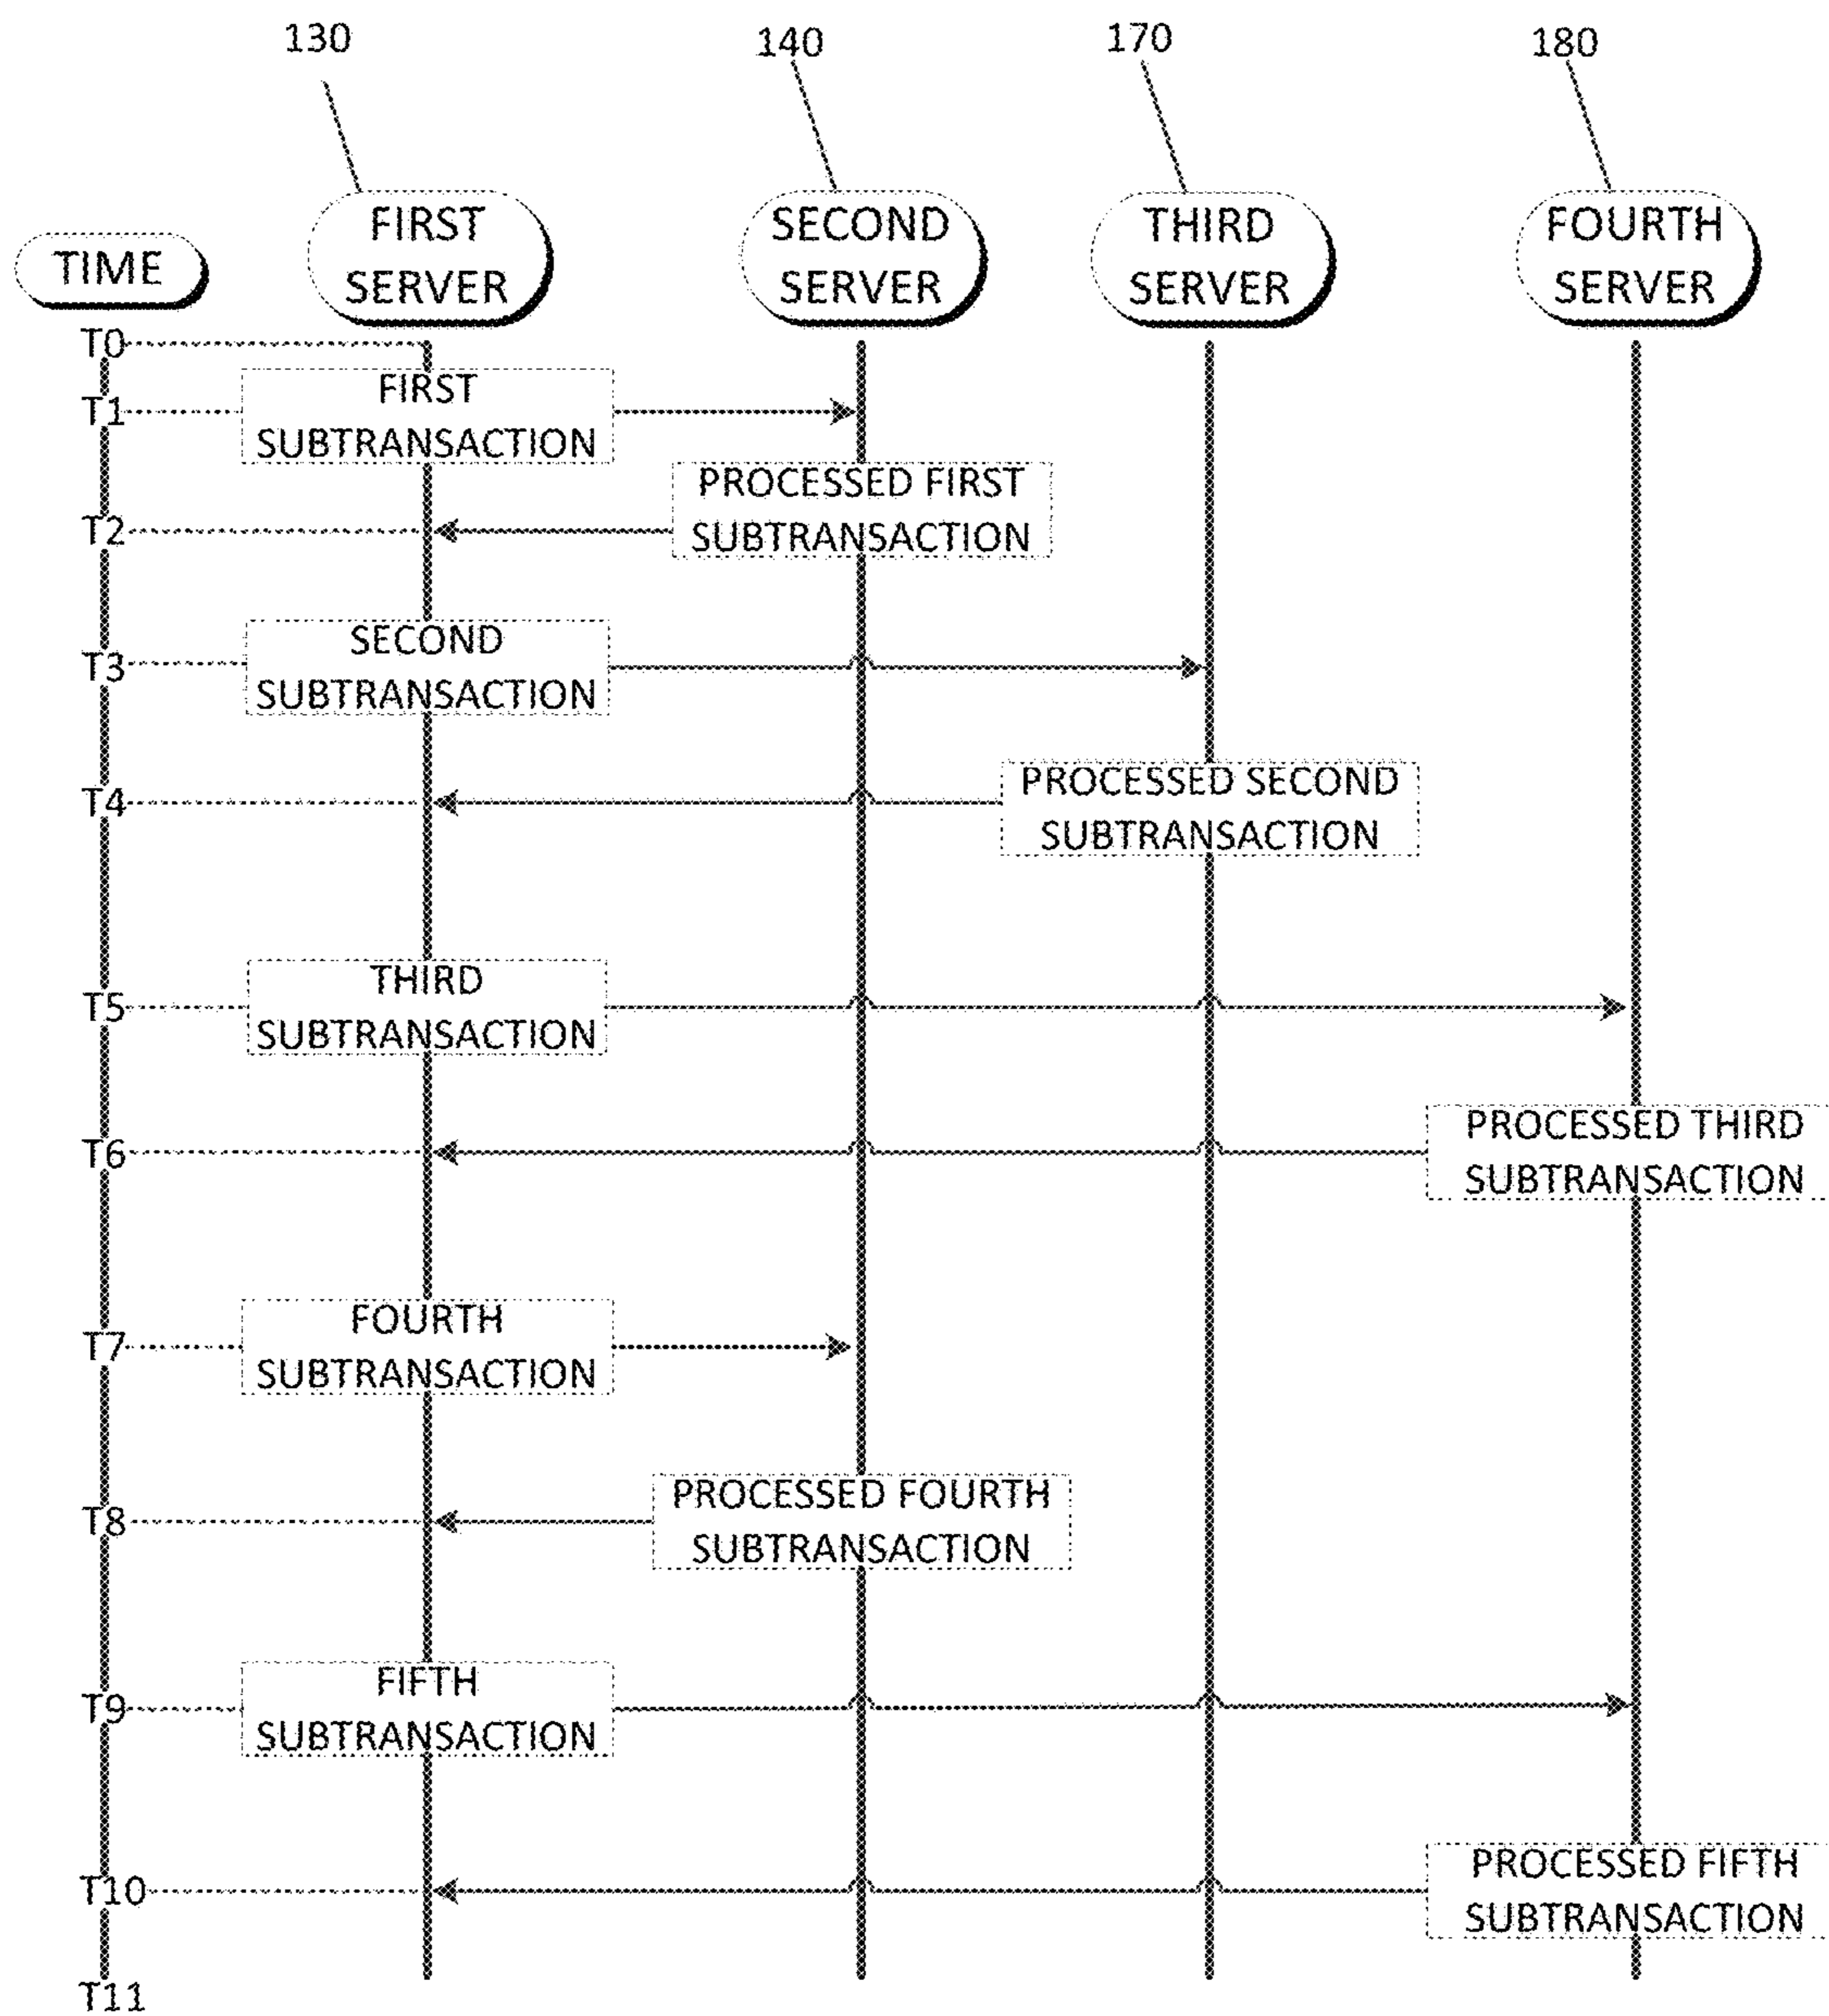 130
140
170
180
FIRST
SERVER
SECOND
SERVER
THIRD
SERVER
FOURTH
SERVER
TIME
T0
T1
FIRST
SUBTRANSACTION
PROCESSED FIRST
SUBTRANSACTION
T2
SECOND
SUBTRANSACTION
T3
PROCESSED SECOND
SUBTRANSACTION
T4
THIRD
SUBTRANSACTION
T5
PROCESSED THIRD
SUBTRANSACTION
T6
FOURTH
SUBTRANSACTION
T7
PROCESSED FOURTH
SUBTRANSACTION
T8
FIFTH
SUBTRANSACTION
T9
PROCESSED FIFTH
SUBTRANSACTION
T10
T11